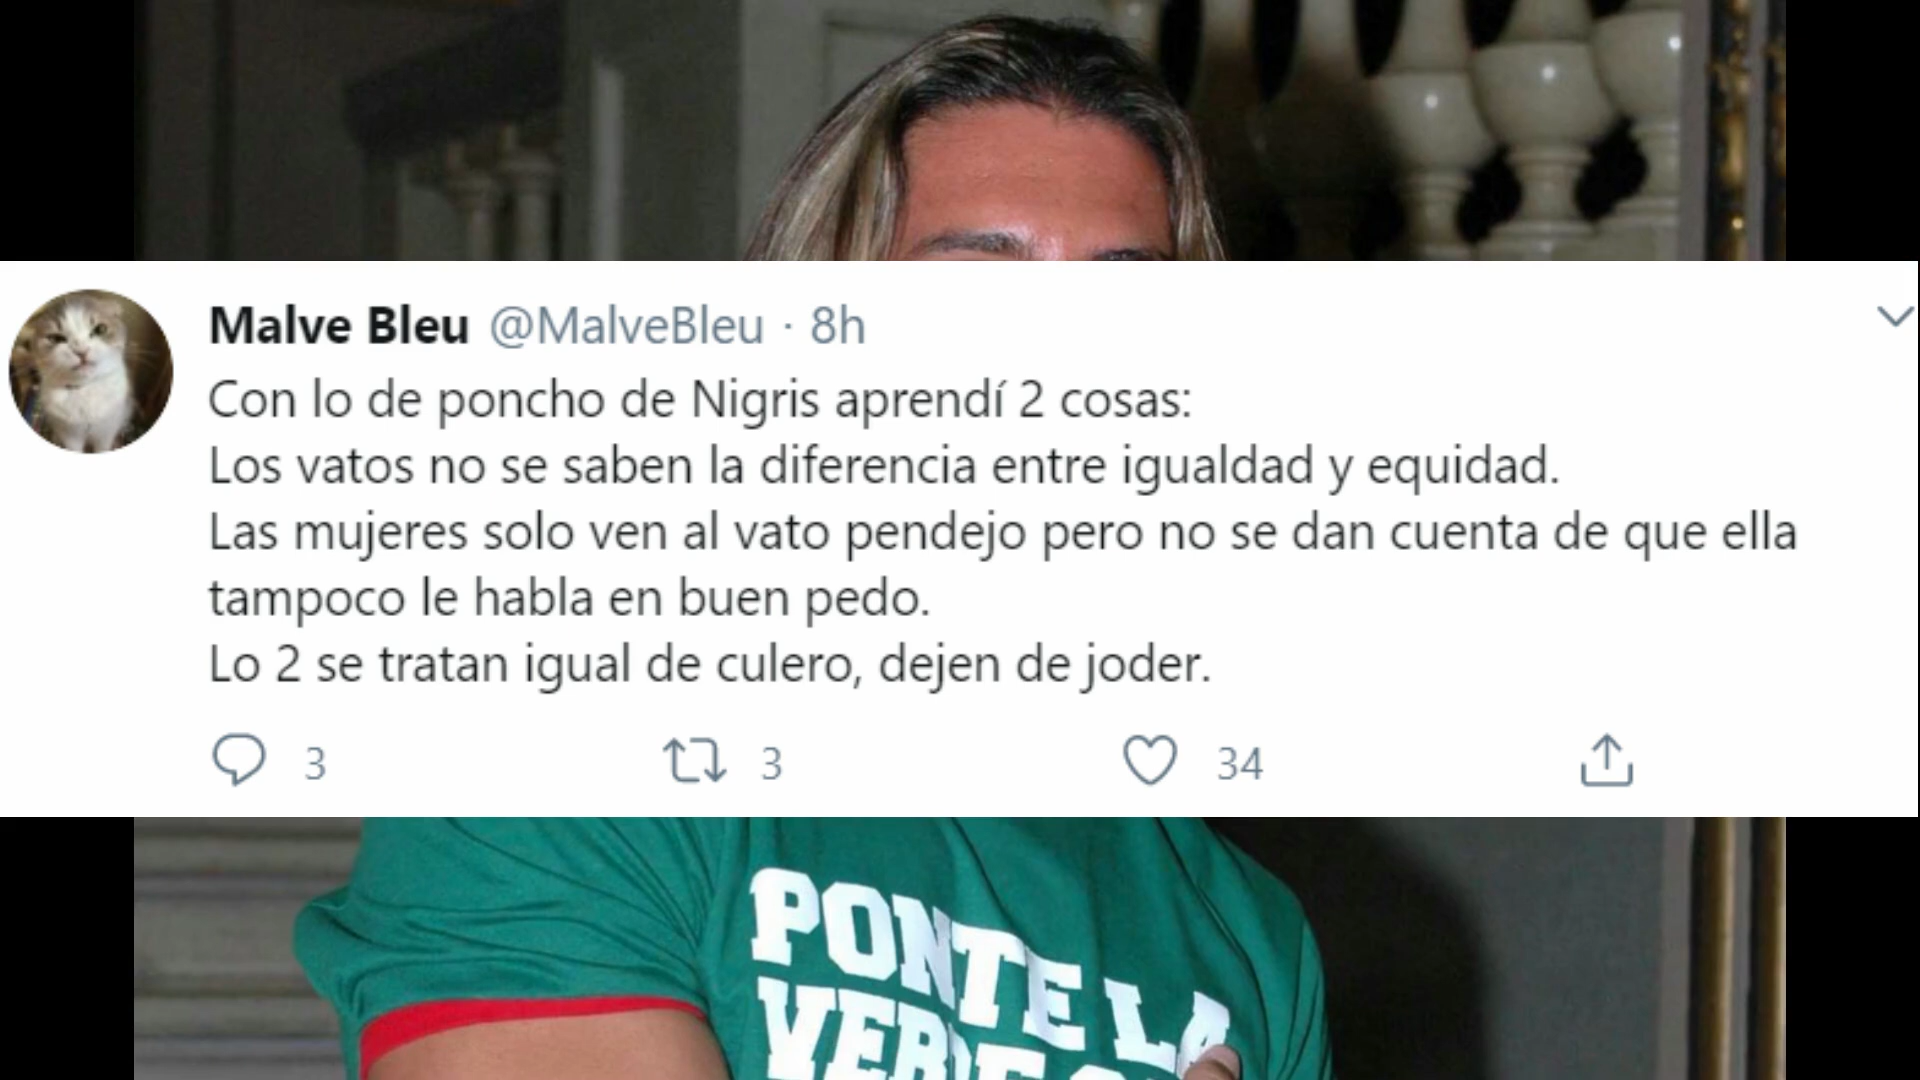 Malve Bleu @MalveBleu · 8h
Con lo de poncho de Nigris aprendí 2 cosas:
Los vatos no se saben la diferencia entre igualdad y equidad.
Las mujeres solo ven al vato pendejo pero no se dan cuenta de que ella
tampoco le habla en buen pedo.
Lo 2 se tratan igual de culero, dejen de joder.
3 3 34
PONTE LA